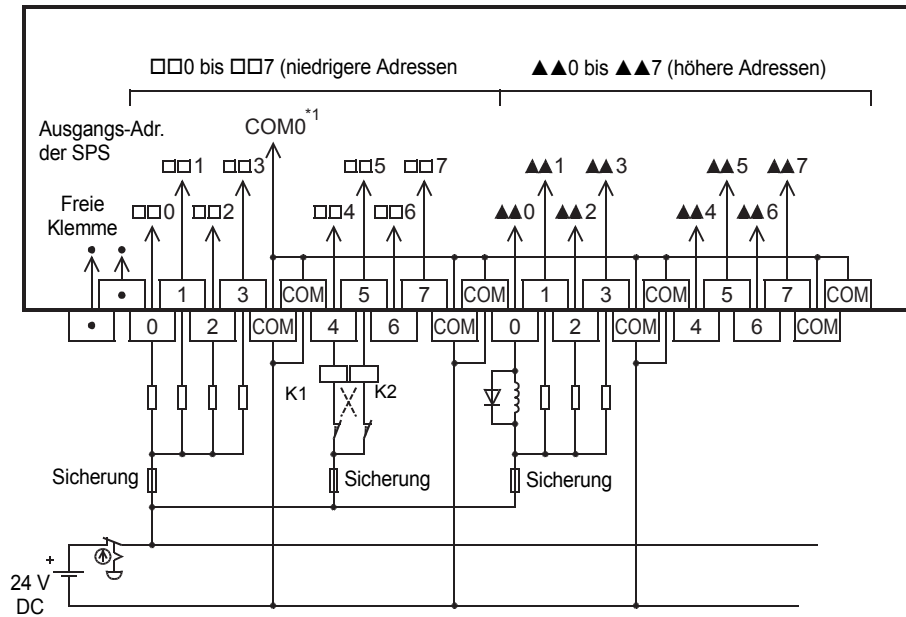 □□0 bis □□7 (niedrigere Adressen
▲▲0 bis ▲▲7 (höhere Adressen)
Ausgangs-Adr.
der SPS
COM0*1
□□1 □□3 □□5 □□7 ▲▲1 ▲▲3 ▲▲5 ▲▲7
Freie
Klemme
□□0 □□2 □□4 □□6 ▲▲0 ▲▲2 ▲▲4 ▲▲6
• 1 3 COM 5 7 COM 1 3 COM 5 7 COM
• 0 2 COM 4 6 COM 0 2 COM 4 6 COM
K1 K2
Sicherung Sicherung Sicherung
+
24 V
DC